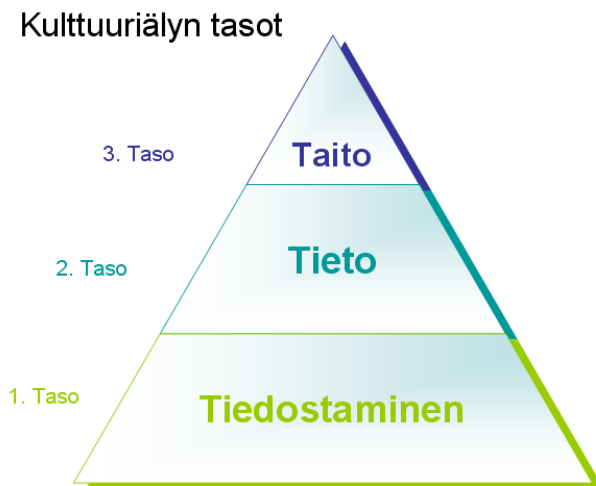 Kulttuuriälyn tasot
3. Taso
Taito
2. Taso
Tieto
1. Taso
Tiedostaminen